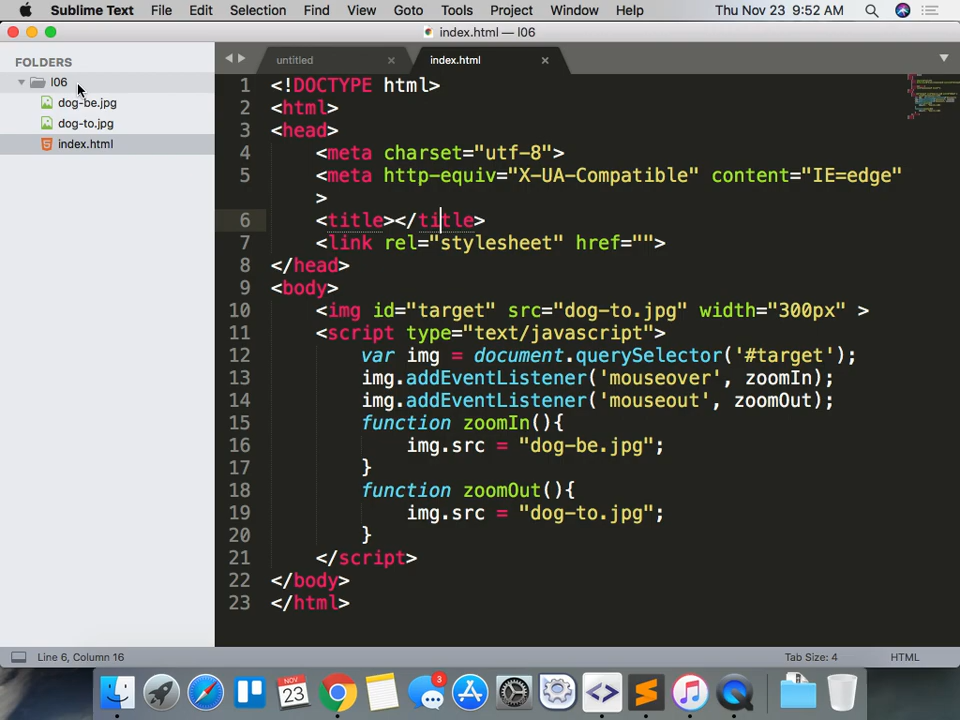 Sublime Text File Edit Selection Find View Goto Tools Project Window Help Thu Nov 23 9:52 AM
index.html — l06
FOLDERS
l06
dog-be.jpg
dog-to.jpg
index.html
untitled × index.html ×
1 <!DOCTYPE html>
2 <html>
3 <head>
4 <meta charset="utf-8">
5 <meta http-equiv="X-UA-Compatible" content="IE=edge"
>
6 <title></title>
7 <link rel="stylesheet" href="">
8 </head>
9 <body>
10 <img id="target" src="dog-to.jpg" width="300px" >
11 <script type="text/javascript">
12 var img = document.querySelector('#target');
13 img.addEventListener('mouseover', zoomIn);
14 img.addEventListener('mouseout', zoomOut);
15 function zoomIn(){
16 img.src = "dog-be.jpg";
17 }
18 function zoomOut(){
19 img.src = "dog-to.jpg";
20 }
21 </script>
22 </body>
23 </html>
Line 6, Column 16 Tab Size: 4 HTML
NOV
23
3